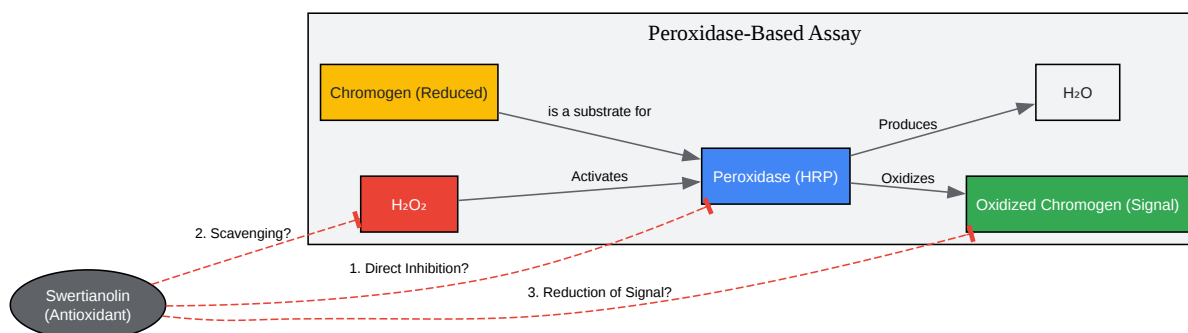 Peroxidase-Based Assay
Chromogen (Reduced)
is a substrate for
H₂O
Produces
H₂O₂
Activates
Peroxidase (HRP)
Oxidizes
Oxidized Chromogen (Signal)
2. Scavenging?
1. Direct Inhibition?
3. Reduction of Signal?
Swertianolin
(Antioxidant)